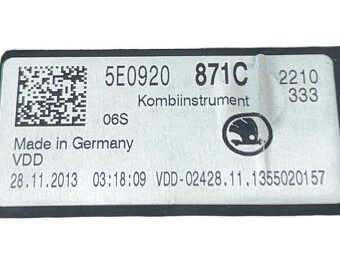 5E0920 871C 2210
Kombiinstrument 333
06S
Made in Germany
VDD
28.11.2013 03:18:09 VDD-02428.11.1355020157